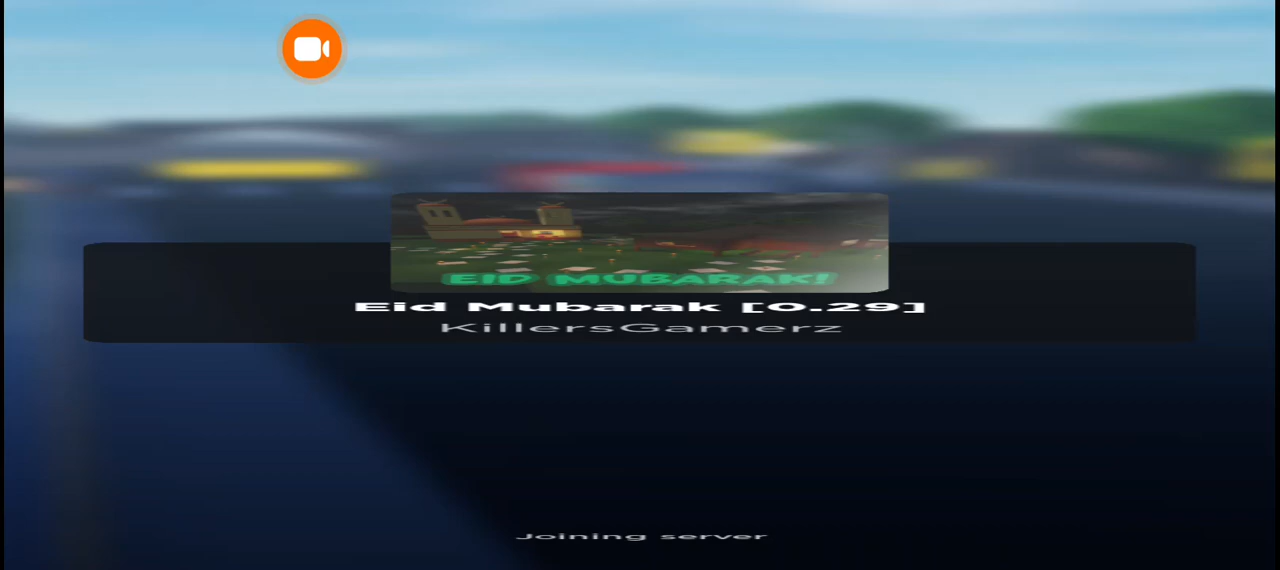 EID MUBARAK!
Eid Mubarak [0.29]
KillersGamerz
Joining server